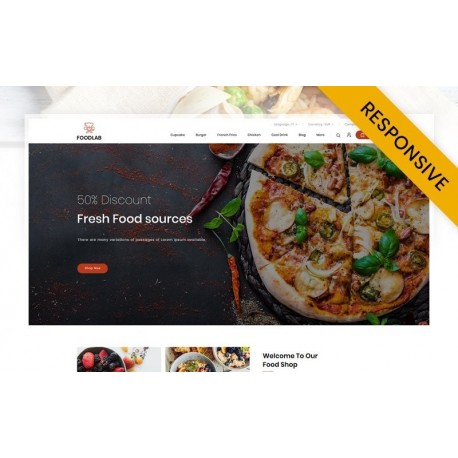 RESPONSIVE
FOODLAB
Cupcake Burger French Fries Chicken Cold Drink Blog More
50% Discount
Fresh Food sources
There are many variations of passages of lorem ipsum available.
Shop Now
Welcome To Our
Food Shop